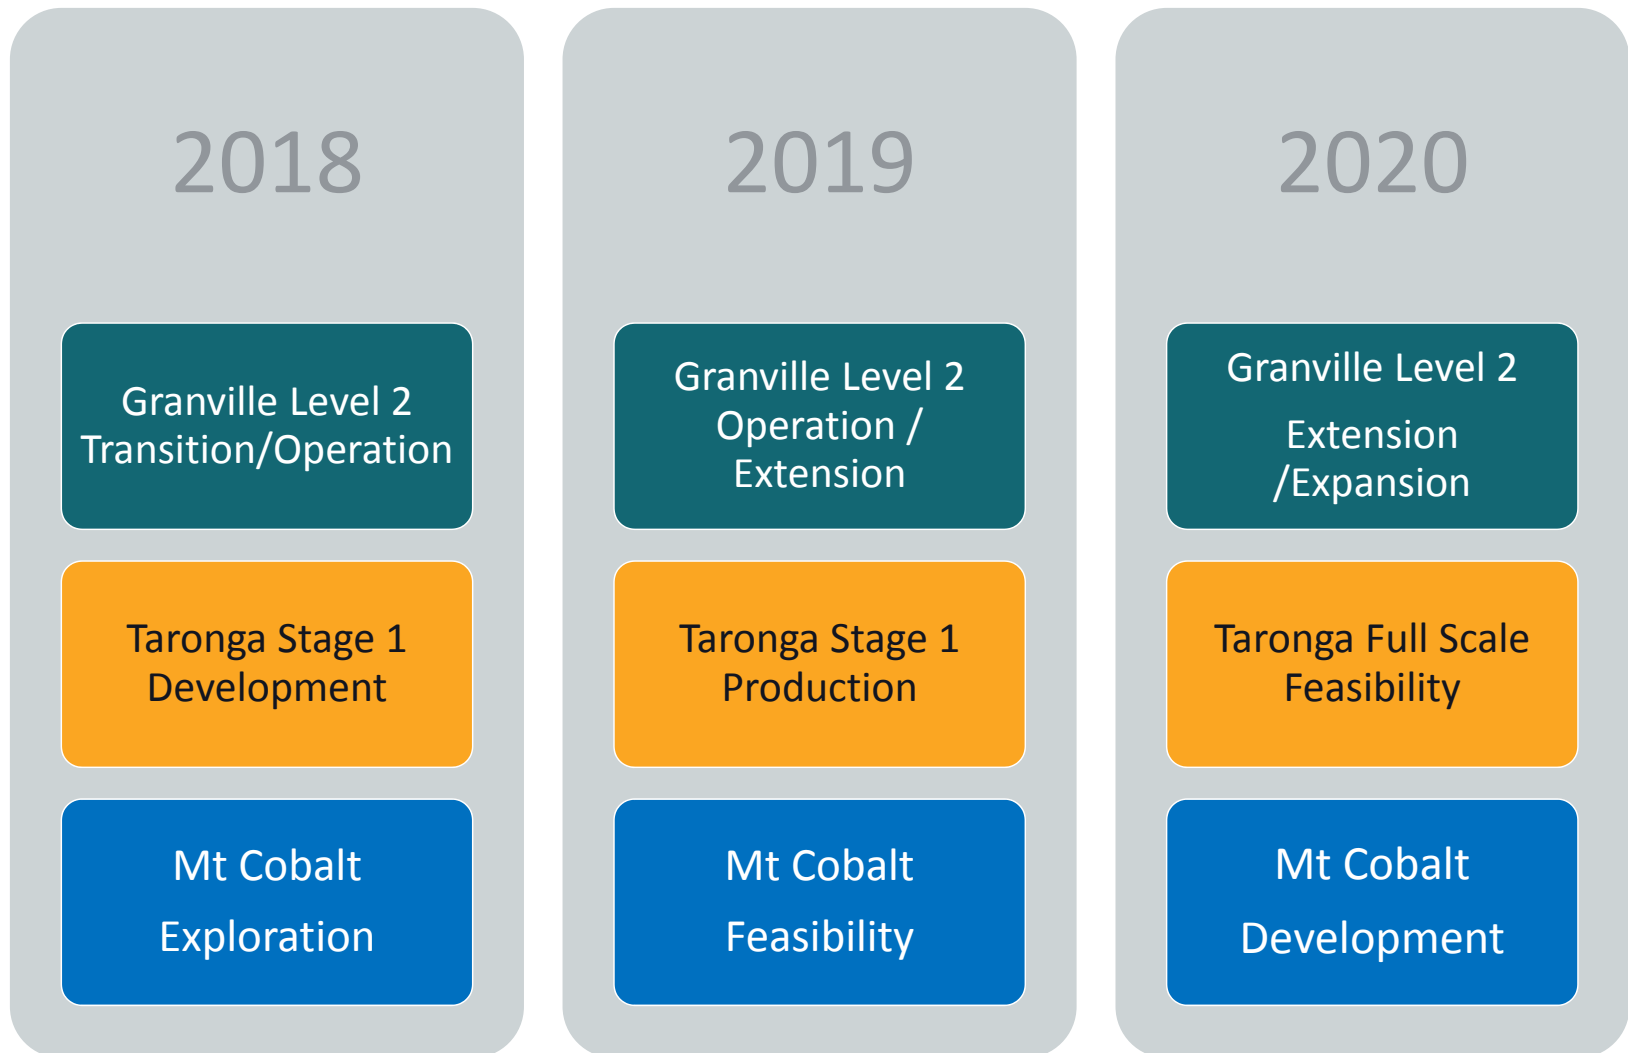 2018
Granville Level 2
Transition/Operation
Taronga Stage 1
Development
Mt Cobalt
Exploration
2019
Granville Level 2
Operation /
Extension
Taronga Stage 1
Production
Mt Cobalt
Feasibility
2020
Granville Level 2
Extension
/Expansion
Taronga Full Scale
Feasibility
Mt Cobalt
Development